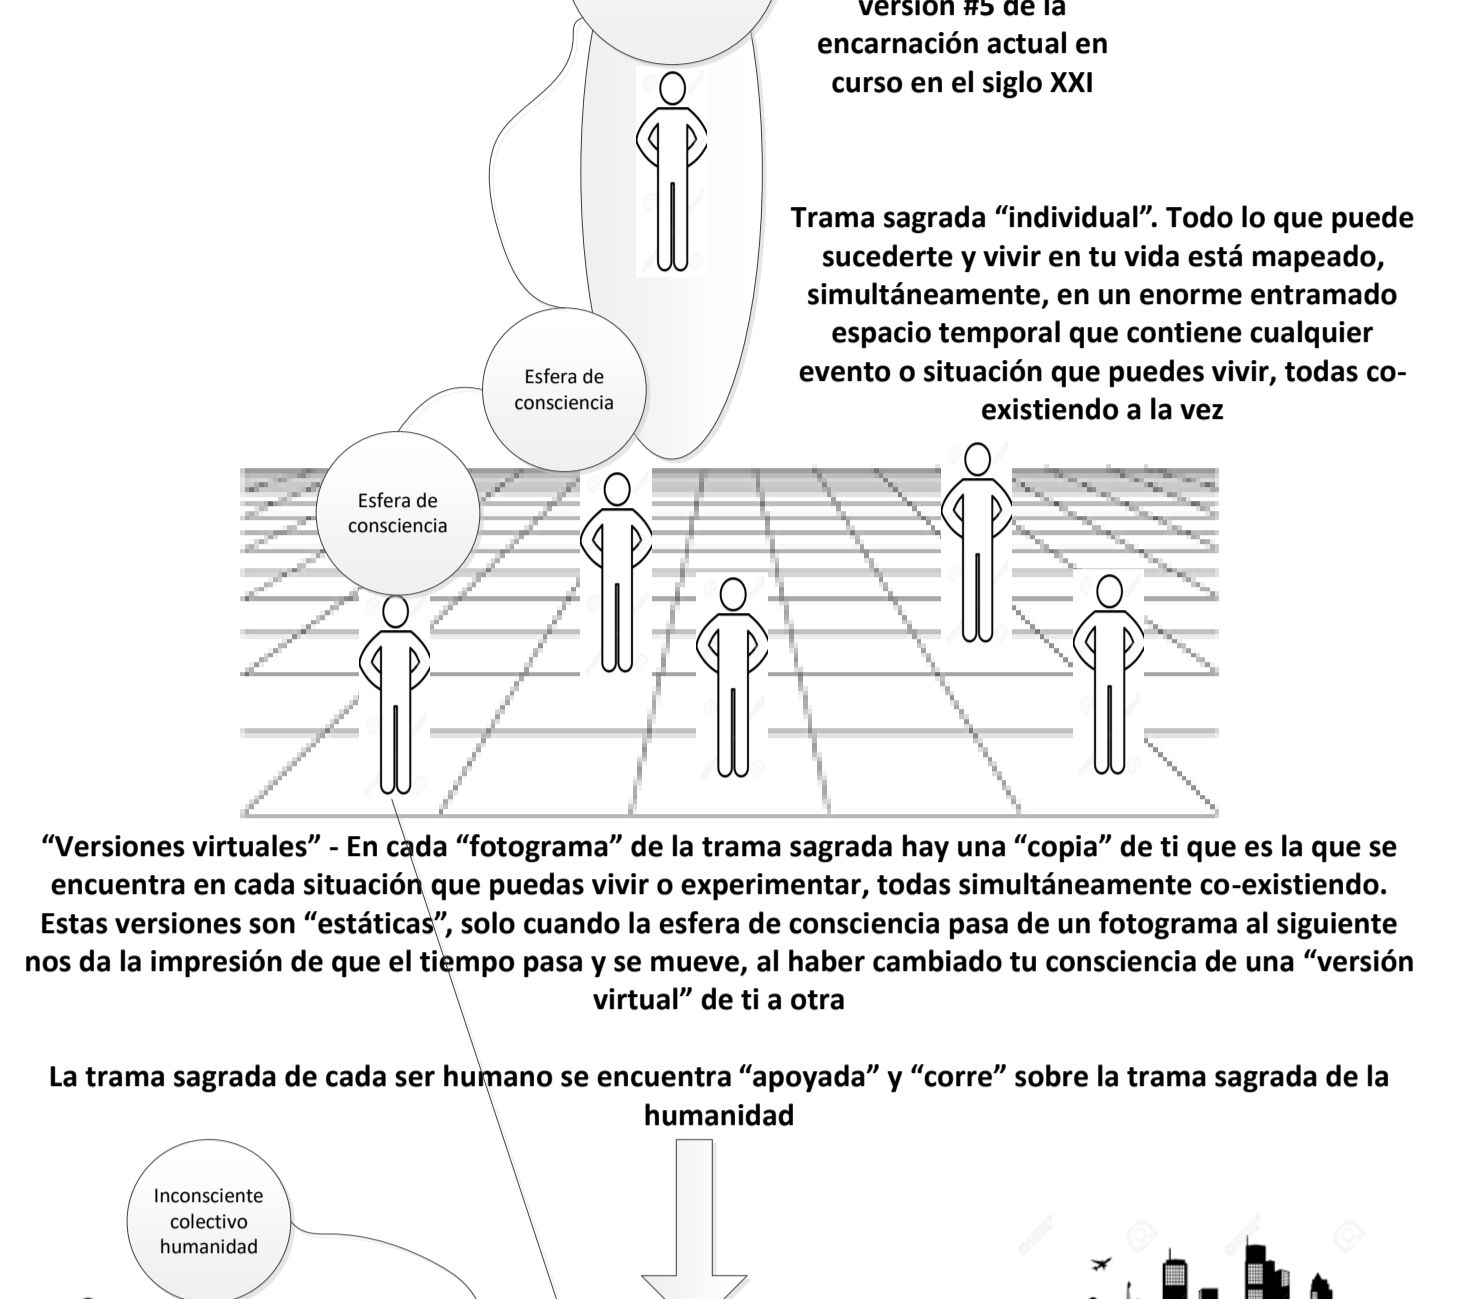 versión #5 de la
encarnación actual en
curso en el siglo XXI
Trama sagrada “individual”. Todo lo que puede
sucederte y vivir en tu vida está mapeado,
simultáneamente, en un enorme entramado
espacio temporal que contiene cualquier
evento o situación que puedes vivir, todas co-
existiendo a la vez
Esfera de
consciencia
Esfera de
consciencia
“Versiones virtuales” - En cada “fotograma” de la trama sagrada hay una “copia” de ti que es la que se
encuentra en cada situación que puedas vivir o experimentar, todas simultáneamente co-existiendo.
Estas versiones son “estáticas”, solo cuando la esfera de consciencia pasa de un fotograma al siguiente
nos da la impresión de que el tiempo pasa y se mueve, al haber cambiado tu consciencia de una “versión
virtual” de ti a otra
La trama sagrada de cada ser humano se encuentra “apoyada” y “corre” sobre la trama sagrada de la
humanidad
Inconsciente
colectivo
humanidad